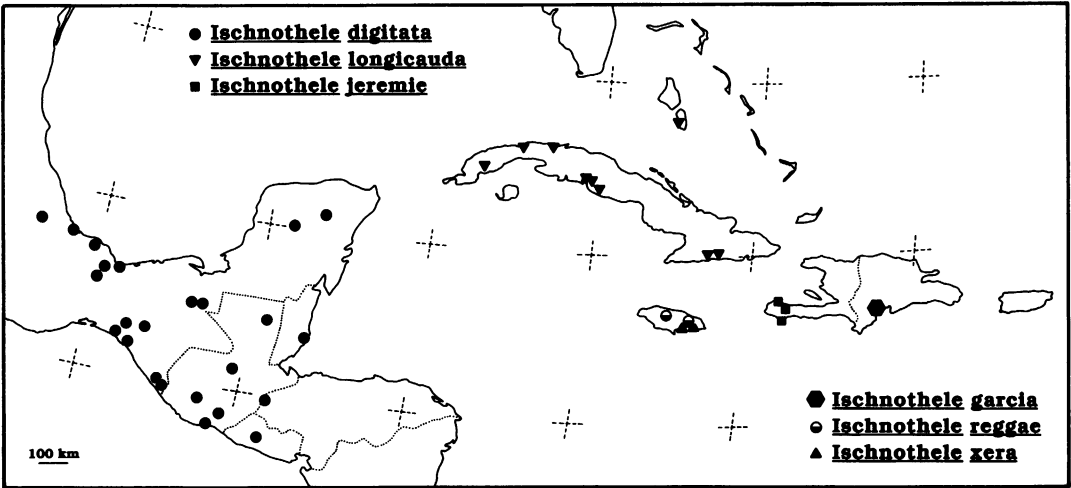 Ischnothele digitata
Ischnothele longicauda
Ischnothele jeremie
Ischnothele garcia
Ischnothele reggae
Ischnothele xera
100 km